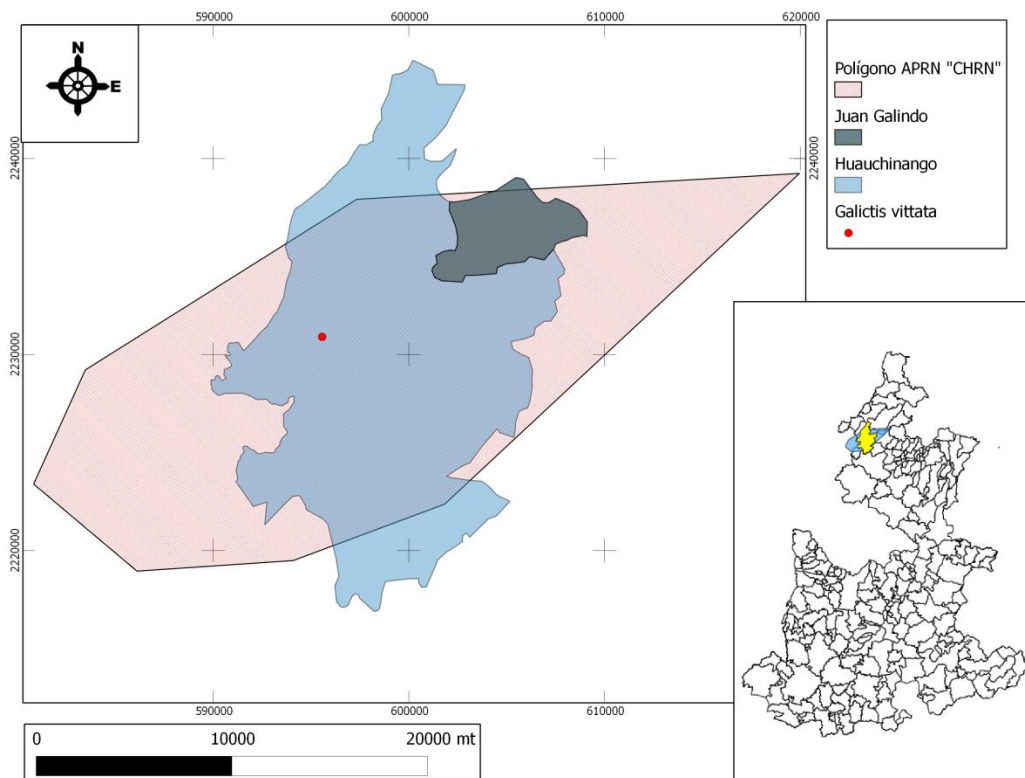 590000
600000
610000
620000
N
E
2240000
2240000
2230000
2230000
2220000
2220000
590000
600000
610000
Polígono APRN "CHRN"
Juan Galindo
Huauchinango
Galictis vittata
0
10000
20000 mt